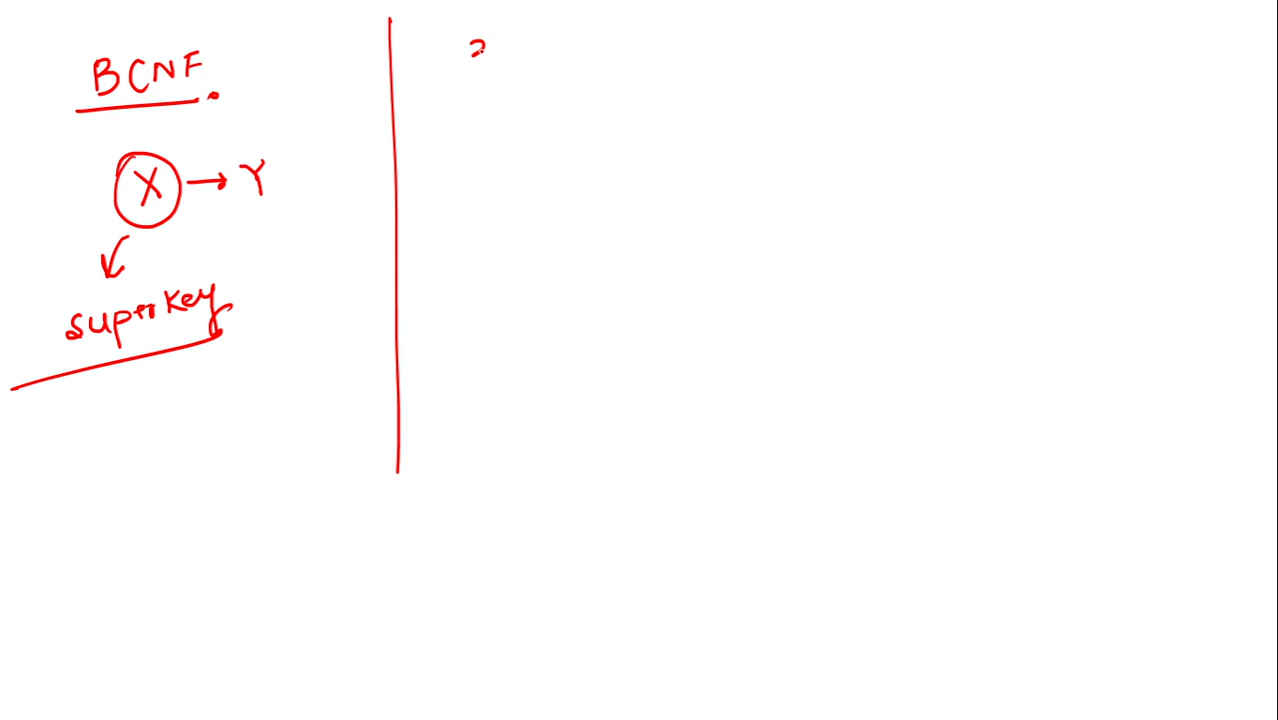 BCNF.
X → Y
superkey